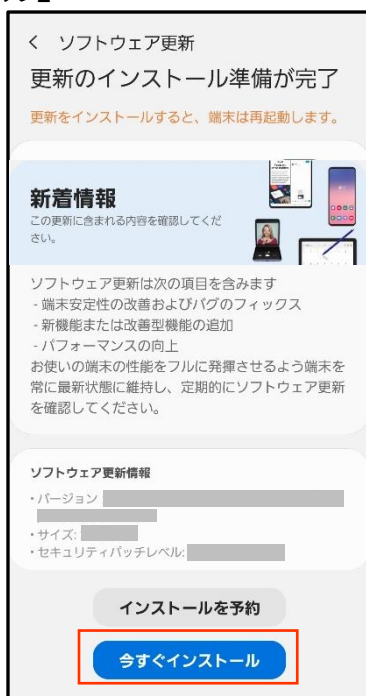 < ソフトウェア更新
更新のインストール準備が完了
更新をインストールすると、端末は再起動します。
新着情報
この更新に含まれる内容を確認してくだ
さい。
ソフトウェア更新は次の項目を含みます
- 端末安定性の改善およびバグのフィックス
- 新機能または改善型機能の追加
- パフォーマンスの向上
お使いの端末の性能をフルに発揮させるよう端末を
常に最新状態に維持し、定期的にソフトウェア更新
を確認してください。
ソフトウェア更新情報
・バージョン
・サイズ:
・セキュリティパッチレベル:
インストールを予約
今すぐインストール